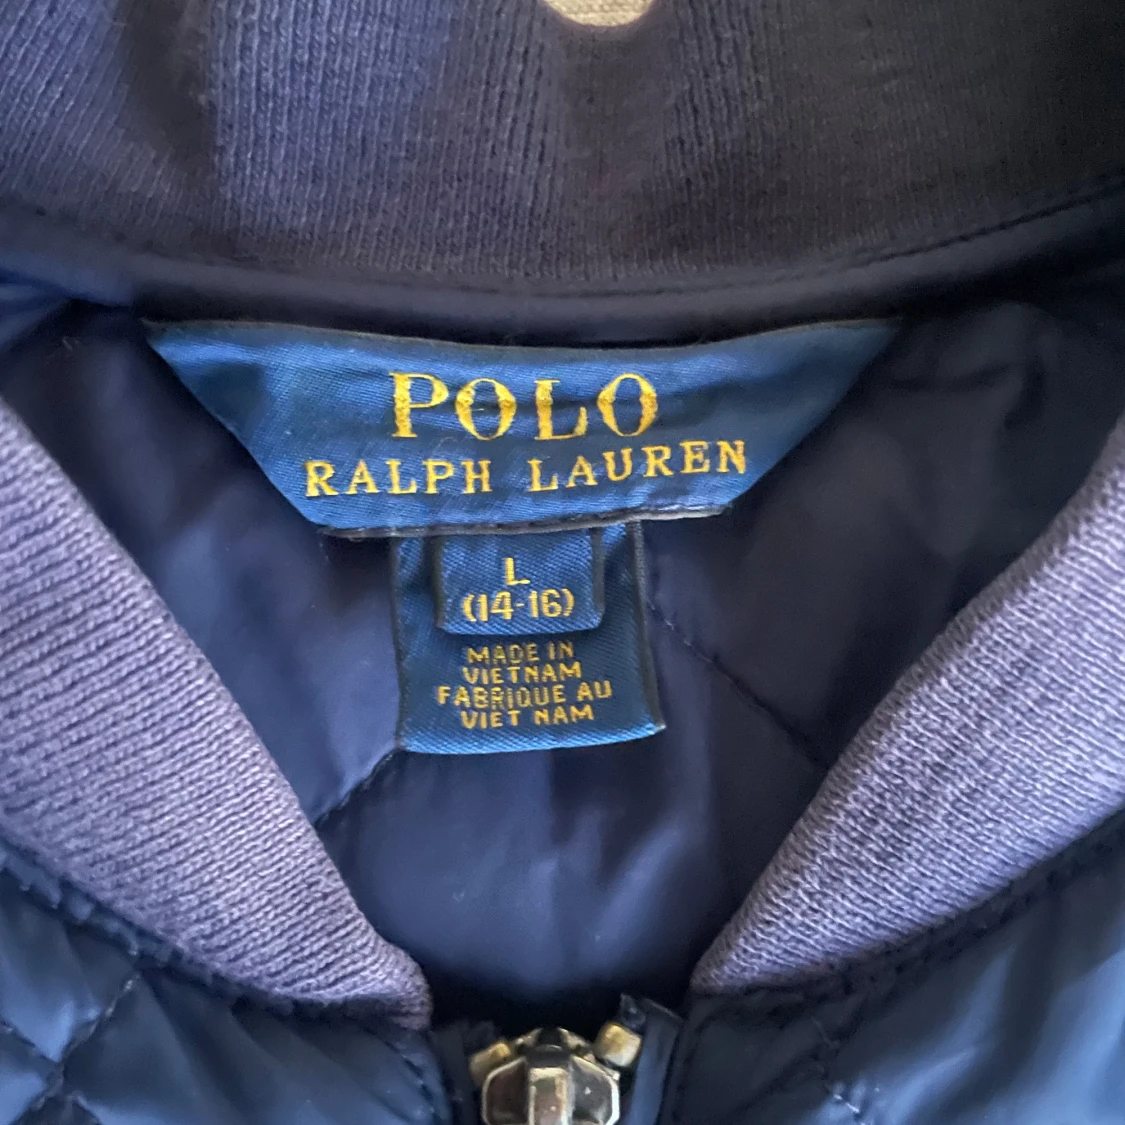 POLO
RALPH LAUREN
L
(14-16)
MADE IN
VIETNAM
FABRIQUE AU
VIET NAM